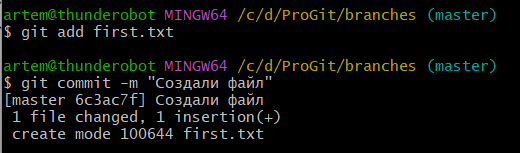 artem@thunderobot MINGW64 /c/d/ProGit/branches (master)
$ git add first.txt
artem@thunderobot MINGW64 /c/d/ProGit/branches (master)
$ git commit -m "Создали файл"
[master 6c3ac7f] Создали файл
 1 file changed, 1 insertion(+)
 create mode 100644 first.txt